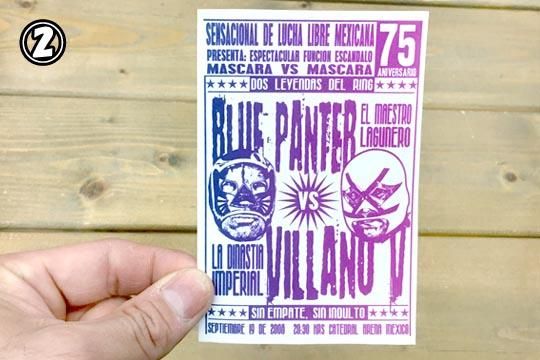 2
SENSACIONAL DE LUCHA LIBRE MEXICANA
75
ANIVERSARIO
PRESENTA: ESPECTACULAR FUNCION ESCANDALO
MASCARA VS MASCARA
DOS LEYENDAS DEL RING
BLUE PANTER
EL MAESTRO
LAGUNERO
VS
LA DINASTIA
IMPERIAL
VILLANO V
SIN EMPATE, SIN INDULTO
SEPTIEMBRE 19 DE 2008 20:30 HRS CATEDRAL ARENA MEXICO